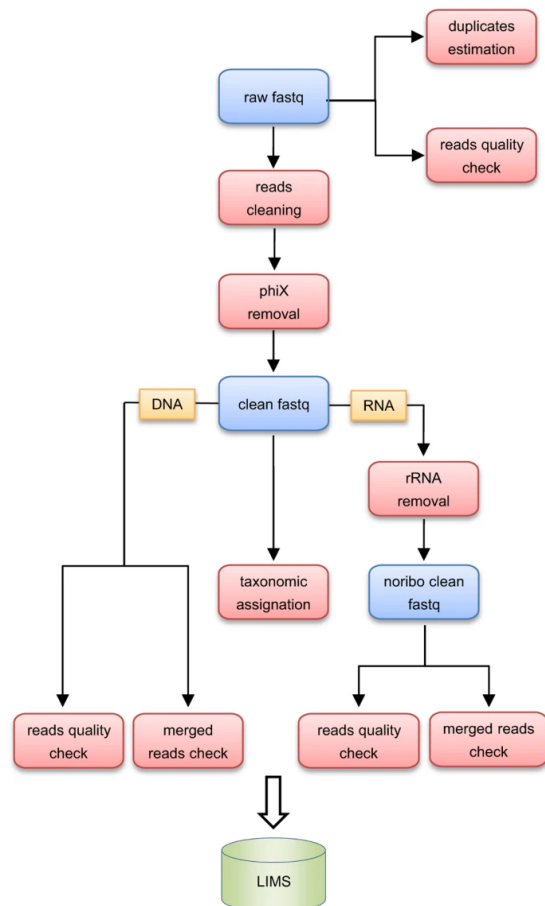 duplicates
estimation
raw fastq
reads quality
check
reads
cleaning
phiX
removal
DNA
clean fastq
RNA
rRNA
removal
taxonomic
assignation
noribo clean
fastq
reads quality
check
merged
reads check
reads quality
check
merged reads
check
LIMS